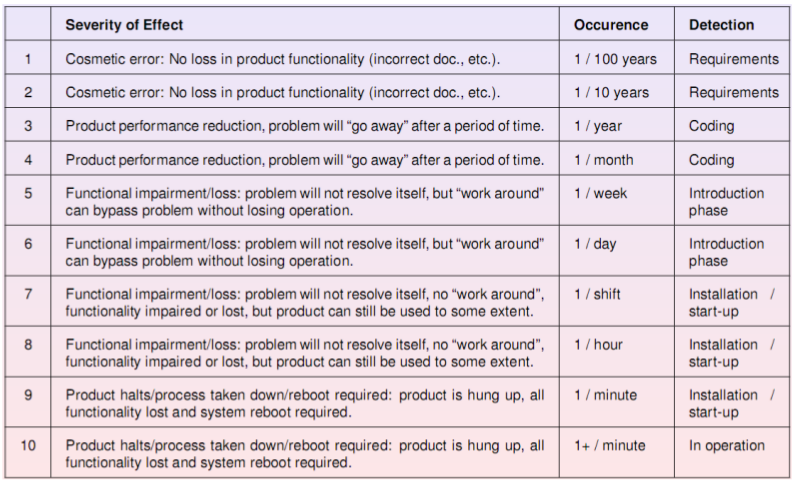 Severity of Effect Occurence Detection
1 Cosmetic error: No loss in product functionality (incorrect doc., etc.). 1 / 100 years Requirements
2 Cosmetic error: No loss in product functionality (incorrect doc., etc.). 1 / 10 years Requirements
3 Product performance reduction, problem will “go away” after a period of time. 1 / year Coding
4 Product performance reduction, problem will “go away” after a period of time. 1 / month Coding
5 Functional impairment/loss: problem will not resolve itself, but “work around” 1 / week Introduction
can bypass problem without losing operation. phase
6 Functional impairment/loss: problem will not resolve itself, but “work around” 1 / day Introduction
can bypass problem without losing operation. phase
7 Functional impairment/loss: problem will not resolve itself, no “work around”, 1 / shift Installation /
functionality impaired or lost, but product can still be used to some extent. start-up
8 Functional impairment/loss: problem will not resolve itself, no “work around”, 1 / hour Installation /
functionality impaired or lost, but product can still be used to some extent. start-up
9 Product halts/process taken down/reboot required: product is hung up, all 1 / minute Installation /
functionality lost and system reboot required. start-up
10 Product halts/process taken down/reboot required: product is hung up, all 1+ / minute In operation
functionality lost and system reboot required.